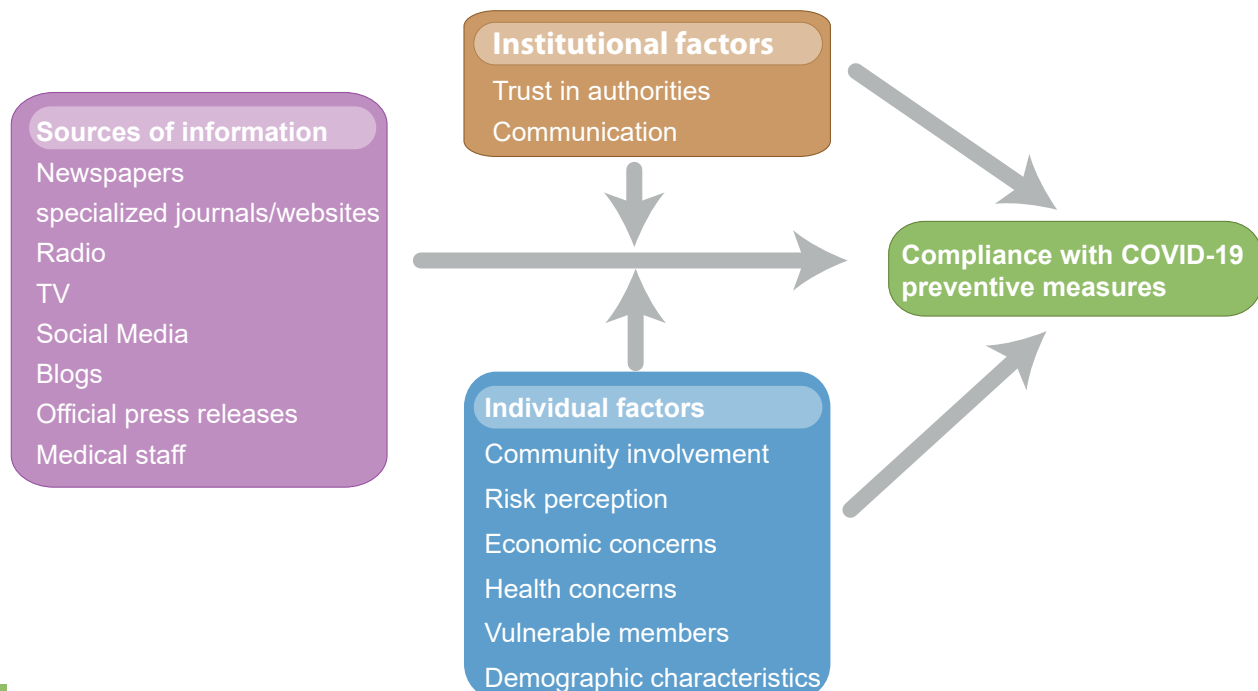 Institutional factors
Trust in authorities
Communication
Sources of information
Newspapers
specialized journals/websites
Radio
TV
Social Media
Blogs
Official press releases
Medical staff
Compliance with COVID-19
preventive measures
Individual factors
Community involvement
Risk perception
Economic concerns
Health concerns
Vulnerable members
Demographic characteristics